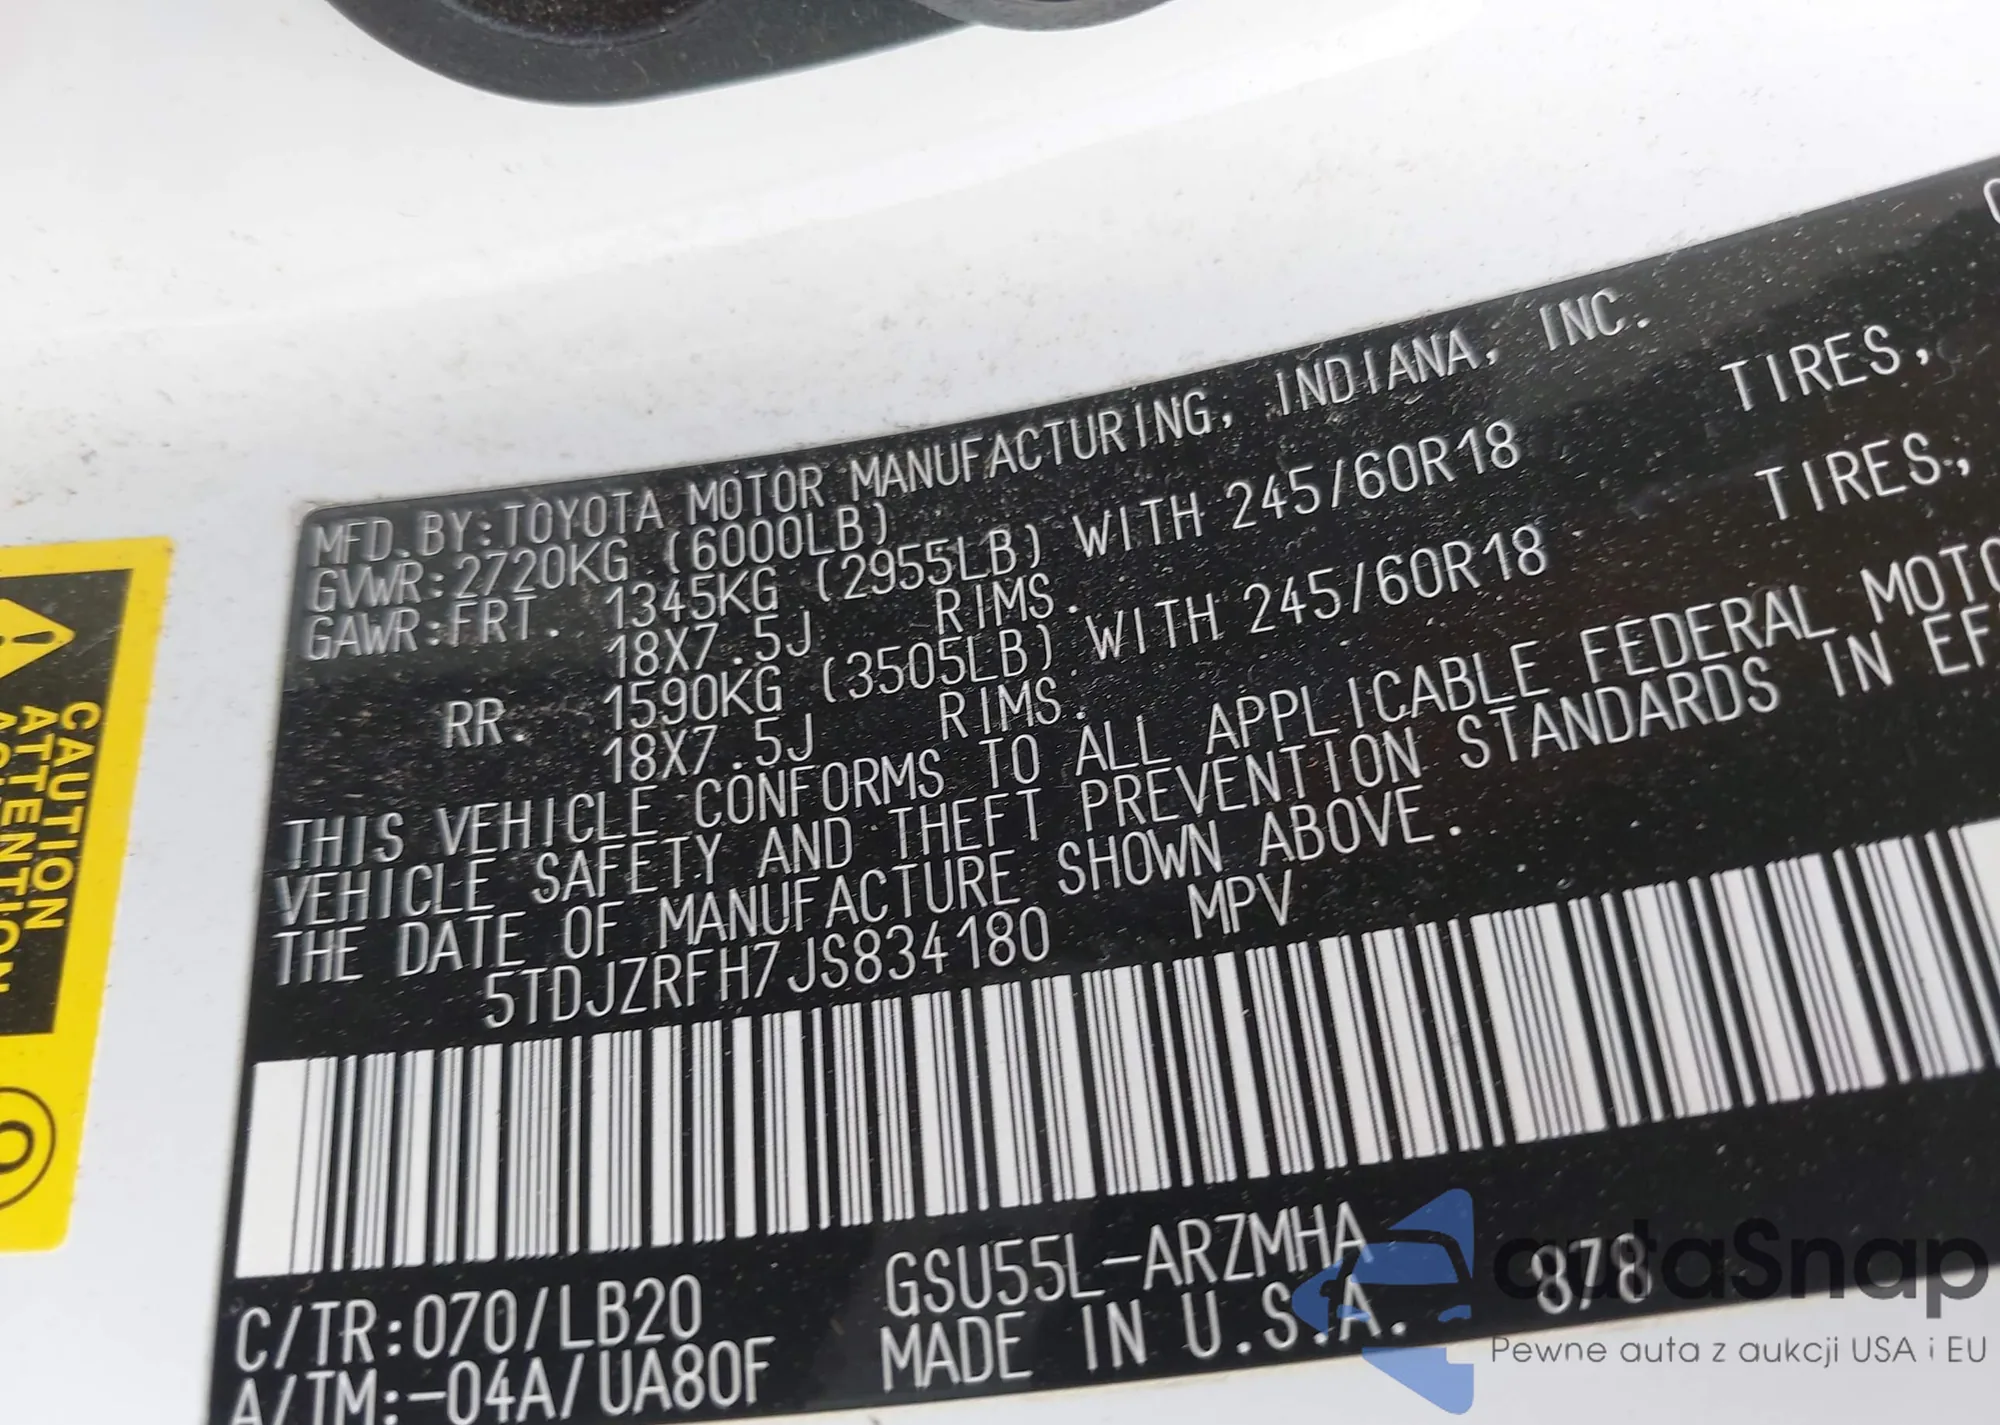 MFD.BY:TOYOTA MOTOR MANUFACTURING, INDIANA, INC.
GVWR:2720KG (6000LB)
GAWR:FRT. 1345KG (2955LB) WITH 245/60R18 TIRES,
18X7.5J RIMS.
RR. 1590KG (3505LB) WITH 245/60R18 TIRES,
18X7.5J RIMS.
THIS VEHICLE CONFORMS TO ALL APPLICABLE FEDERAL MOTO
VEHICLE SAFETY AND THEFT PREVENTION STANDARDS IN EF
THE DATE OF MANUFACTURE SHOWN ABOVE.
5TDJZRFH7JS834180 MPV
C/TR:070/LB20 GSU55L-ARZMHA
A/TM:-04A/UA80F MADE IN U.S.A. 878
CAUTION
ATTENTION
autoSnap
Pewne auta z aukcji USA i EU